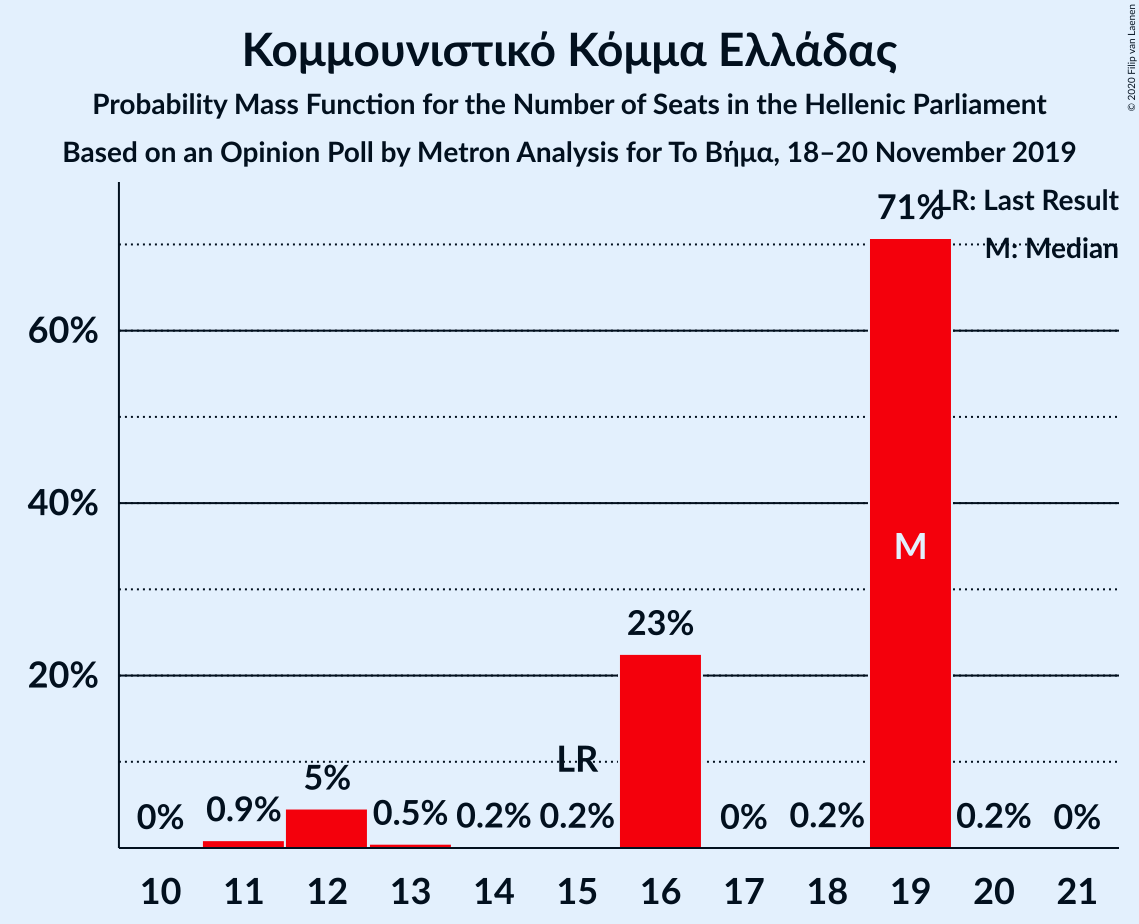 Κομμουνιστικό Κόμμα Ελλάδας
Probability Mass Function for the Number of Seats in the Hellenic Parliament
Based on an Opinion Poll by Metron Analysis for Το Βήμα, 18–20 November 2019
© 2020 Filip van Laenen
LR: Last Result
M: Median
71%
60%
40%
20%
M
23%
LR
0% 0.9% 5% 0.5% 0.2% 0.2% 0% 0.2% 0.2% 0%
10 11 12 13 14 15 16 17 18 19 20 21